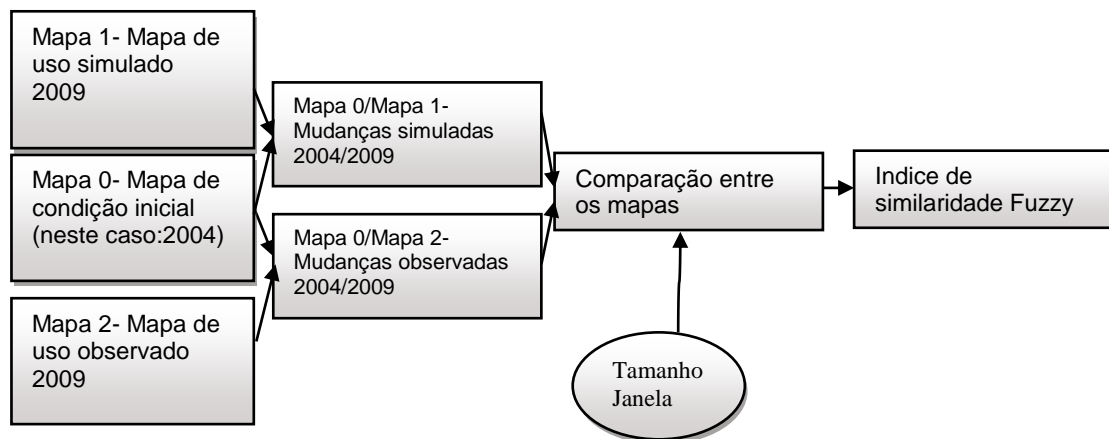 Mapa 1- Mapa de
uso simulado
2009
Mapa 0- Mapa de
condição inicial
(neste caso:2004)
Mapa 2- Mapa de
uso observado
2009
Mapa 0/Mapa 1-
Mudanças simuladas
2004/2009
Mapa 0/Mapa 2-
Mudanças observadas
2004/2009
Comparação entre
os mapas
Tamanho
Janela
Indice de
similaridade Fuzzy